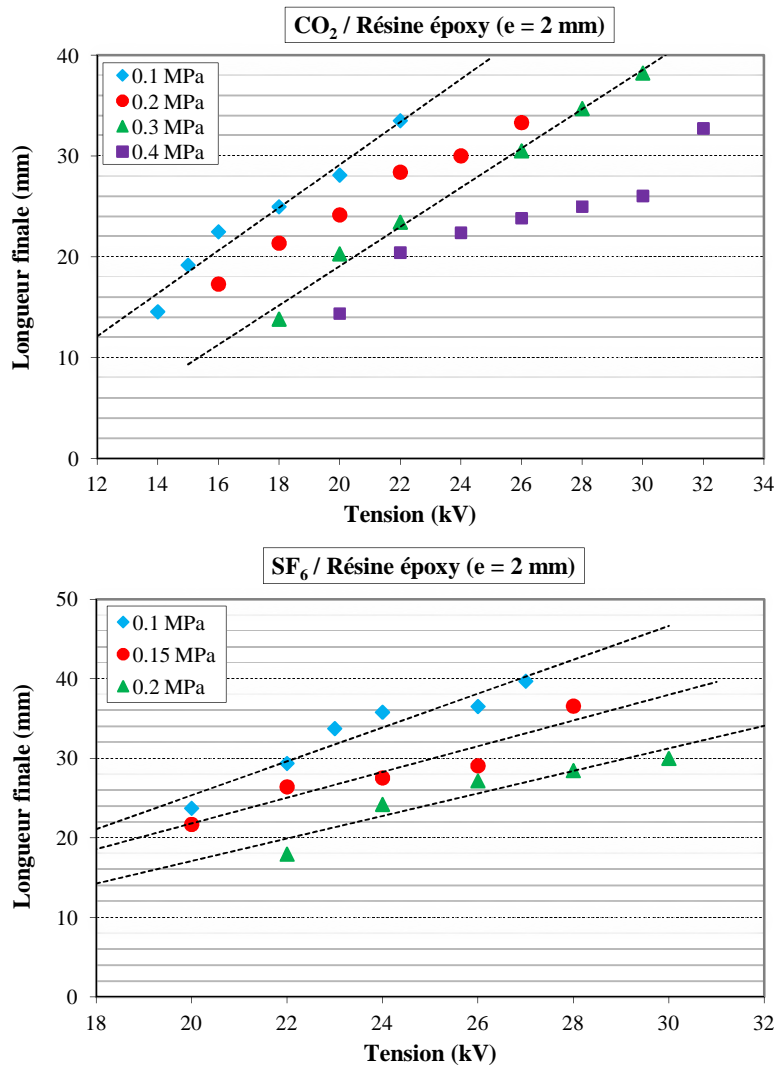 CO₂ / Résine époxy (e = 2 mm)
40
30
20
10
0
Longueur finale (mm)
0.1 MPa
0.2 MPa
0.3 MPa
0.4 MPa
12 14 16 18 20 22 24 26 28 30 32 34
Tension (kV)
SF₆ / Résine époxy (e = 2 mm)
50
40
30
20
10
0
Longueur finale (mm)
0.1 MPa
0.15 MPa
0.2 MPa
18 20 22 24 26 28 30 32
Tension (kV)